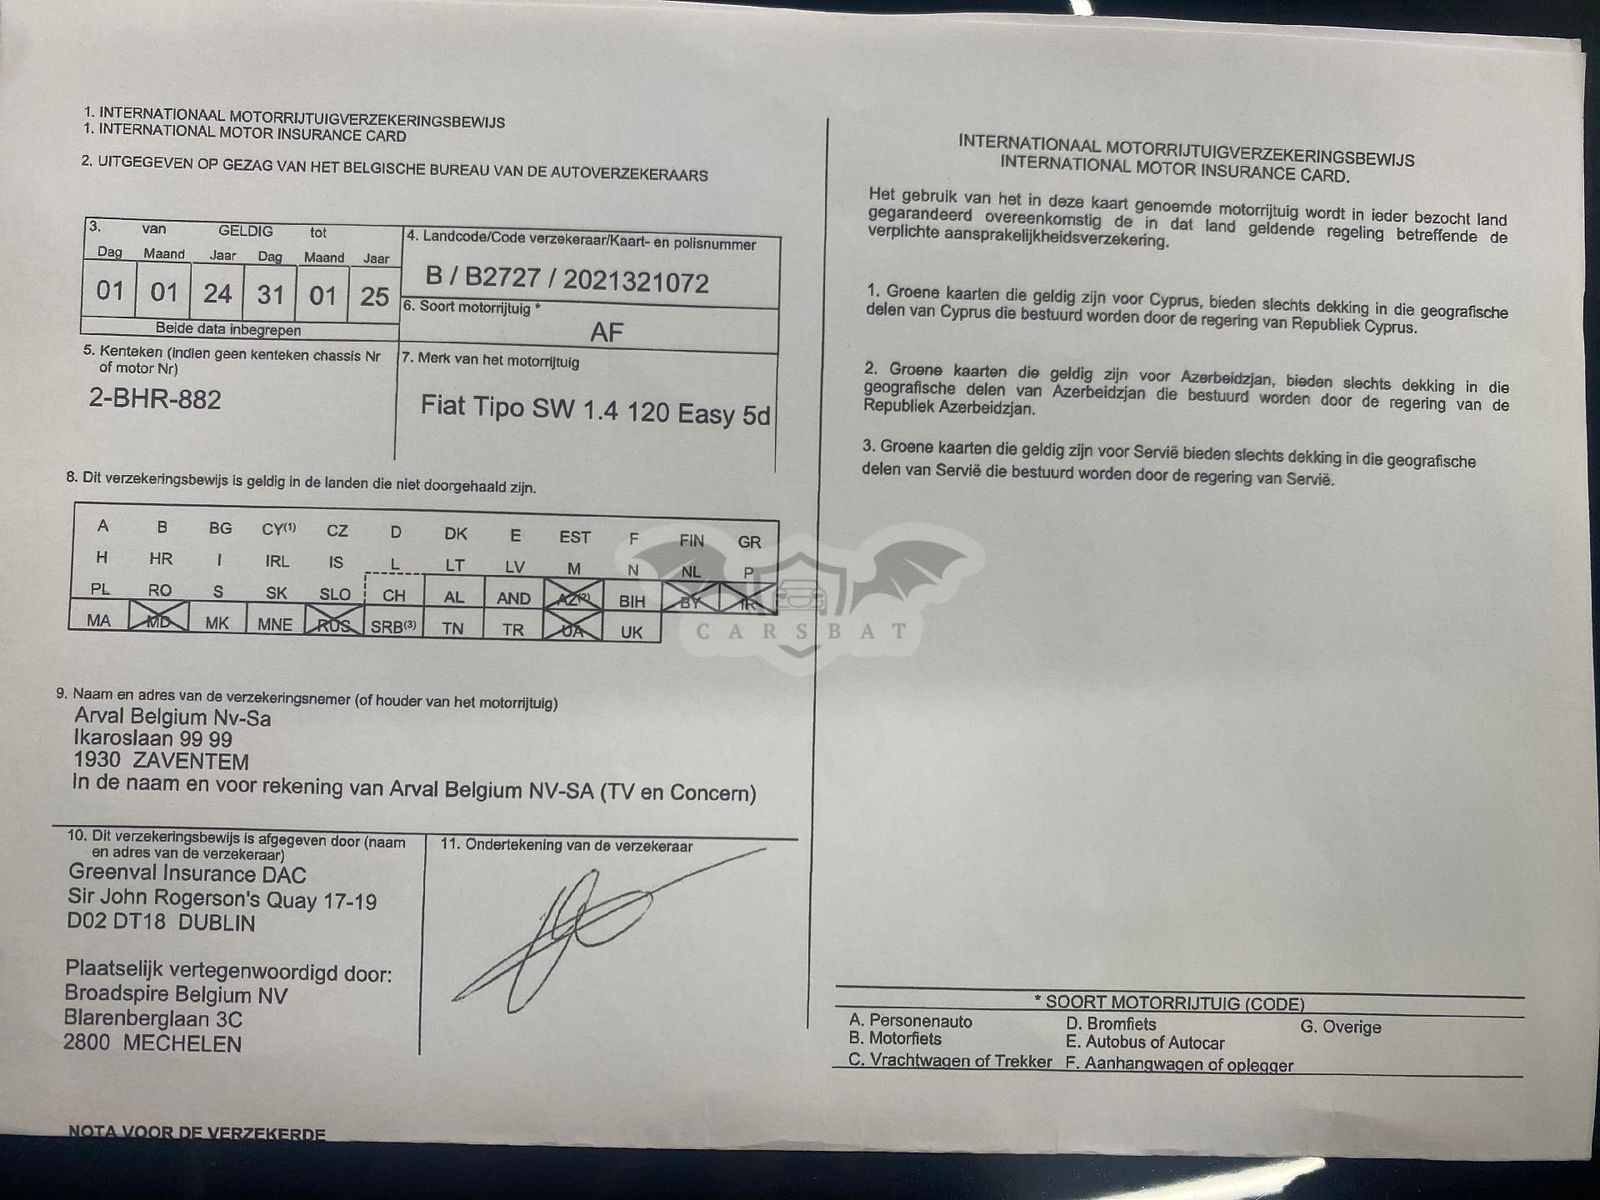 1. INTERNATIONAAL MOTORRIJTUIGVERZEKERINGSBEWIJS
1. INTERNATIONAL MOTOR INSURANCE CARD
2. UITGEGEVEN OP GEZAG VAN HET BELGISCHE BUREAU VAN DE AUTOVERZEKERAARS
3. van GELDIG tot
Dag Maand Jaar Dag Maand Jaar
01 01 24 31 01 25
Beide data inbegrepen
4. Landcode/Code verzekeraar/Kaart- en polisnummer
B / B2727 / 2021321072
6. Soort motorrijtuig *
AF
5. Kenteken (indien geen kenteken chassis Nr
of motor Nr)
2-BHR-882
7. Merk van het motorrijtuig
Fiat Tipo SW 1.4 120 Easy 5d
8. Dit verzekeringsbewijs is geldig in de landen die niet doorgehaald zijn.
A B BG CY(1) CZ D DK E EST F FIN GR
H HR I IRL IS L LT LV M N NL P
PL RO S SK SLO CH AL AND AZ(2) BIH BY IR
MA MD MK MNE RUS SRB(3) TN TR UA UK
9. Naam en adres van de verzekeringsnemer (of houder van het motorrijtuig)
Arval Belgium Nv-Sa
Ikaroslaan 99 99
1930 ZAVENTEM
In de naam en voor rekening van Arval Belgium NV-SA (TV en Concern)
10. Dit verzekeringsbewijs is afgegeven door (naam
en adres van de verzekeraar)
Greenval Insurance DAC
Sir John Rogerson's Quay 17-19
D02 DT18 DUBLIN
Plaatselijk vertegenwoordigd door:
Broadspire Belgium NV
Blarenberglaan 3C
2800 MECHELEN
11. Ondertekening van de verzekeraar
NOTA VOOR DE VERZEKERDE
INTERNATIONAAL MOTORRIJTUIGVERZEKERINGSBEWIJS
INTERNATIONAL MOTOR INSURANCE CARD.
Het gebruik van het in deze kaart genoemde motorrijtuig wordt in ieder bezocht land
gegarandeerd overeenkomstig de in dat land geldende regeling betreffende de
verplichte aansprakelijkheidsverzekering.
1. Groene kaarten die geldig zijn voor Cyprus, bieden slechts dekking in die geografische
delen van Cyprus die bestuurd worden door de regering van Republiek Cyprus.
2. Groene kaarten die geldig zijn voor Azerbeidzjan, bieden slechts dekking in die
geografische delen van Azerbeidzjan die bestuurd worden door de regering van de
Republiek Azerbeidzjan.
3. Groene kaarten die geldig zijn voor Servië bieden slechts dekking in die geografische
delen van Servië die bestuurd worden door de regering van Servië.
CARSBAT
* SOORT MOTORRIJTUIG (CODE)
A. Personenauto D. Bromfiets G. Overige
B. Motorfiets E. Autobus of Autocar
C. Vrachtwagen of Trekker F. Aanhangwagen of oplegger